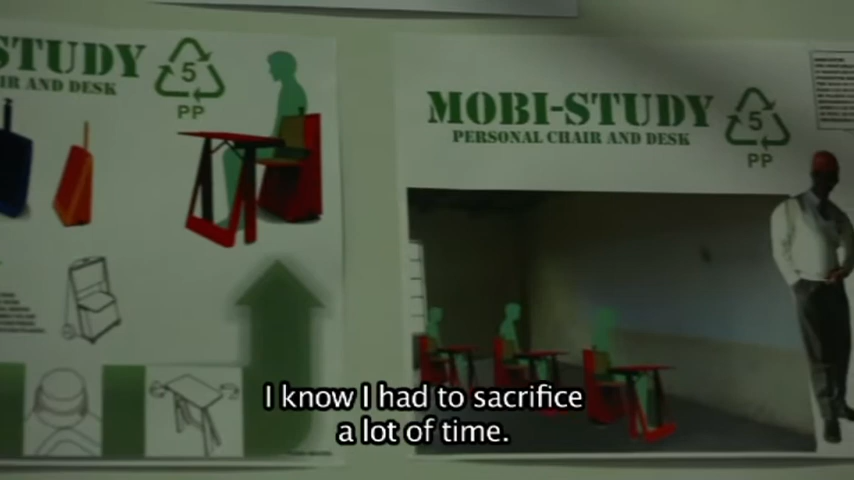 STUDY
IR AND DESK
5
PP
MOBI-STUDY
PERSONAL CHAIR AND DESK
5
PP
I know I had to sacrifice
a lot of time.